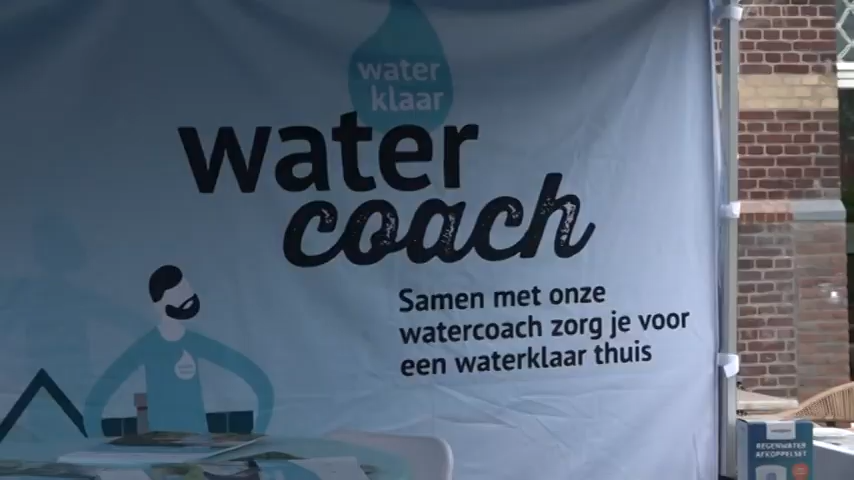 water
klaar
water
coach
Samen met onze
watercoach zorg je voor
een waterklaar thuis
REGENWATER
AFKOPPELSET